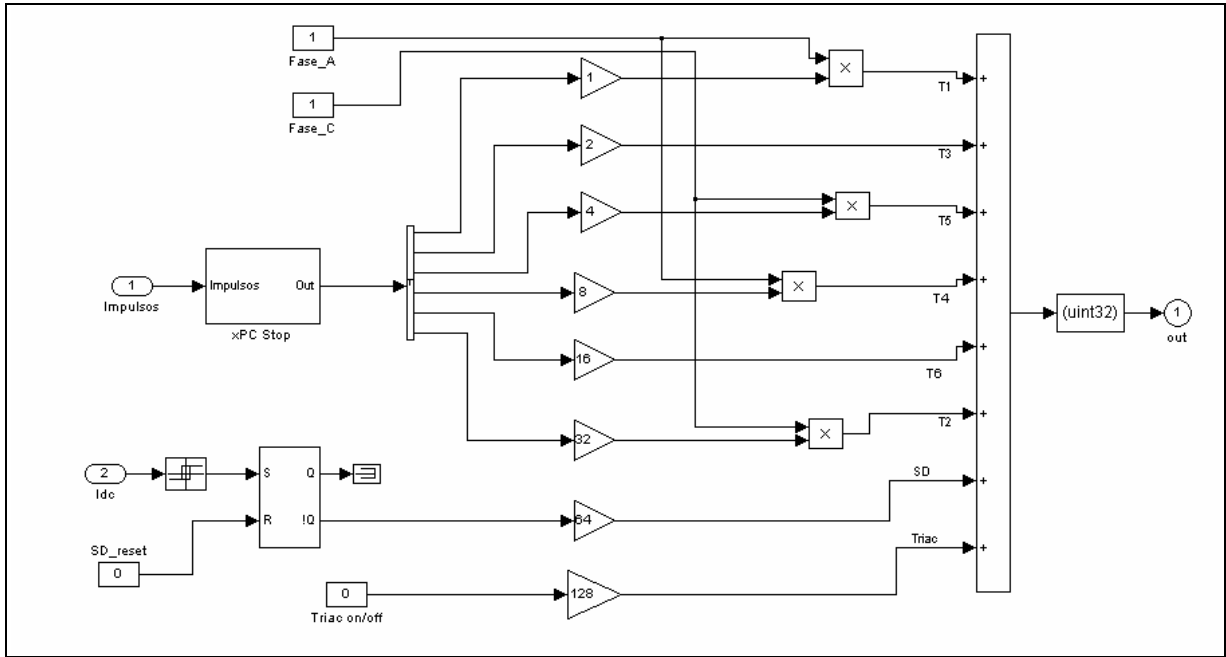 1
Fase_A
1
Fase_C
1
×
T1
+
2
T3
+
4
×
T5
+
1
Impulsos
Impulsos
Out
xPC Stop
8
×
T4
+
16
T6
+
(uint32)
1
out
32
×
T2
+
2
Idc
S
Q
R
!Q
SD_reset
0
64
SD
+
0
Triac on/off
128
Triac
+